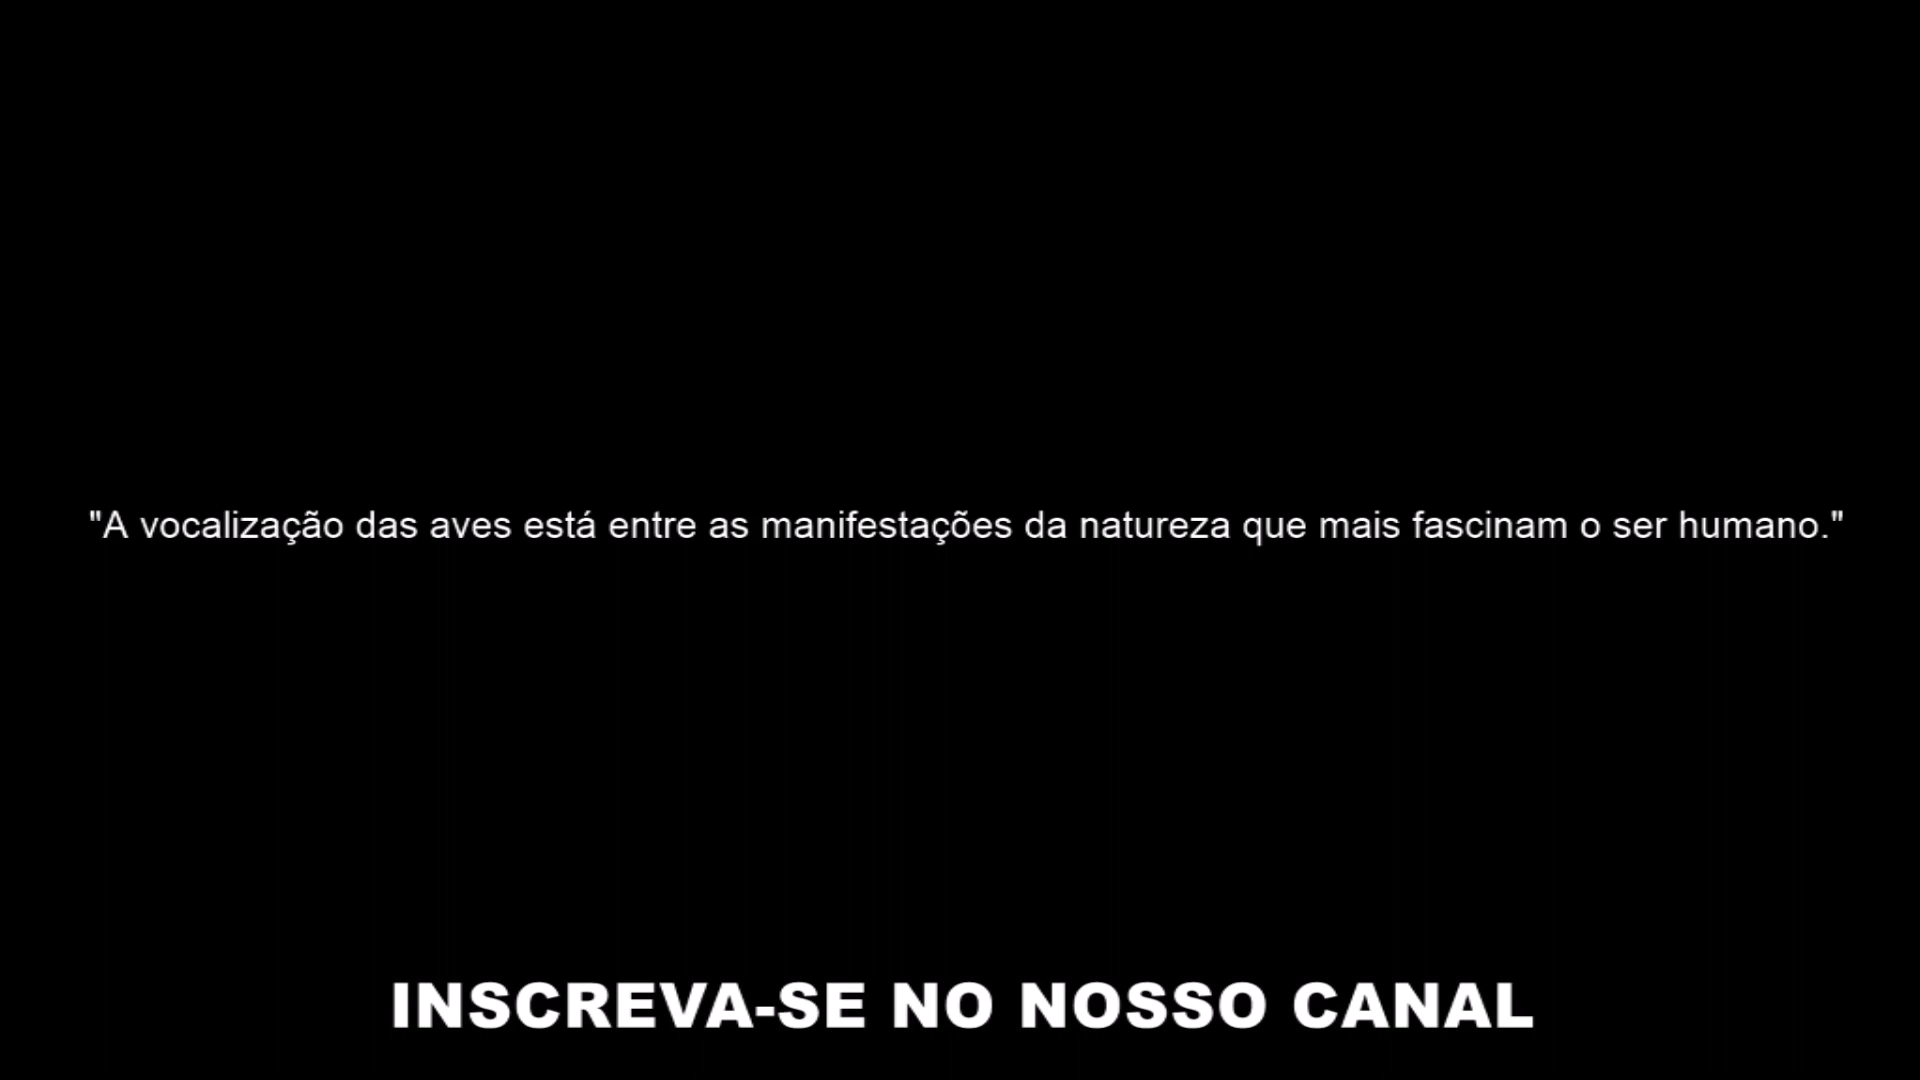 "A vocalização das aves está entre as manifestações da natureza que mais fascinam o ser humano."
INSCREVA-SE NO NOSSO CANAL